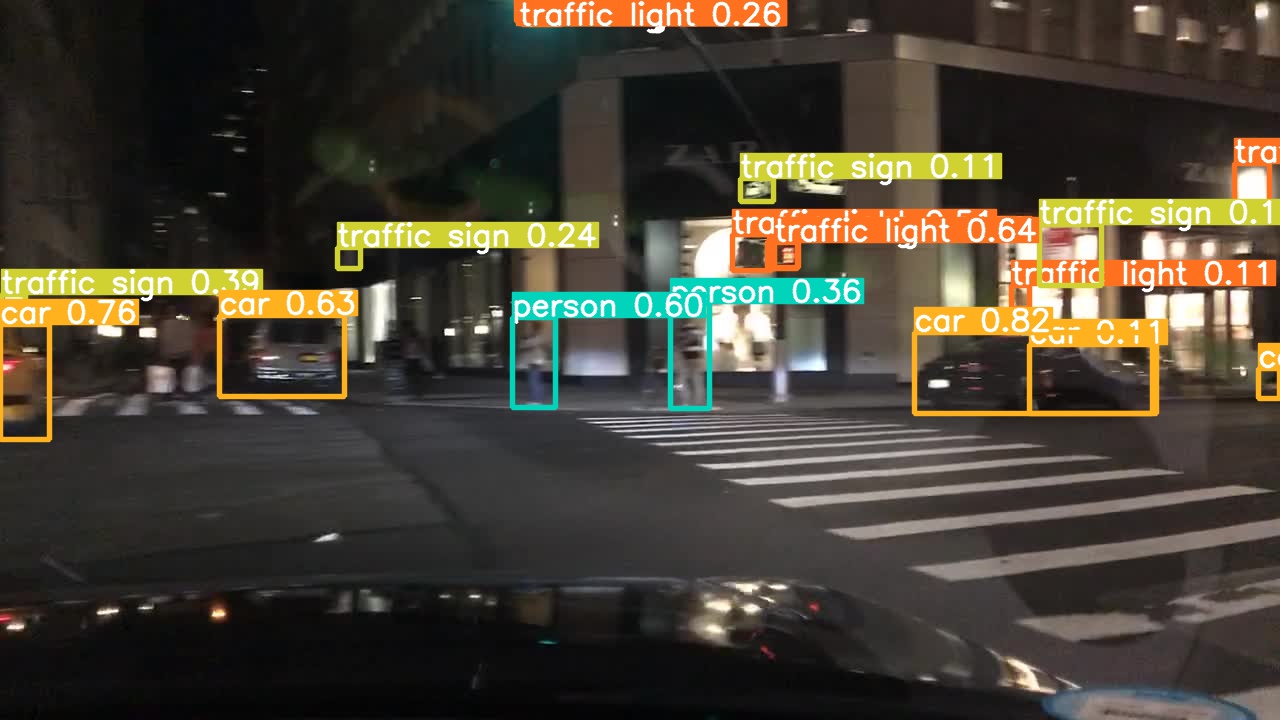 traffic light 0.26
traffic sign 0.11
tra
traffic sign 0.1
traffic light 0.64
traffic sign 0.24
traffic light 0.11
traffic sign 0.39
person 0.36
person 0.60
car 0.63
car 0.76
car 0.82
car 0.11
ZAR